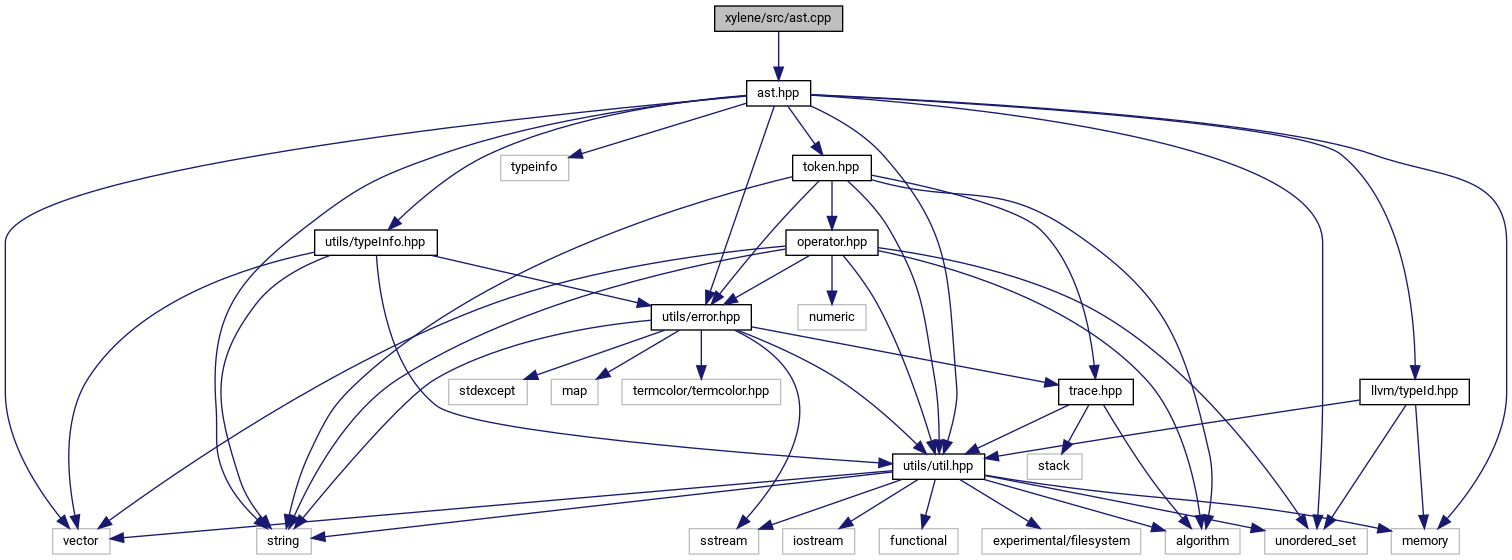 xylene/src/ast.cpp
ast.hpp
typeinfo
token.hpp
utils/typeInfo.hpp
operator.hpp
utils/error.hpp
numeric
stdexcept
map
termcolor/termcolor.hpp
trace.hpp
llvm/typeId.hpp
utils/util.hpp
stack
vector
string
sstream
iostream
functional
experimental/filesystem
algorithm
unordered_set
memory